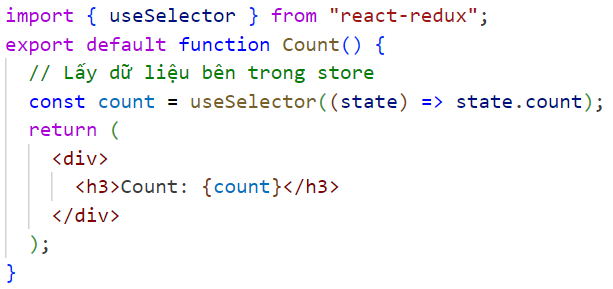 import { useSelector } from "react-redux";
export default function Count() {
  // Lấy dữ liệu bên trong store
  const count = useSelector((state) => state.count);
  return (
    <div>
      <h3>Count: {count}</h3>
    </div>
  );
}